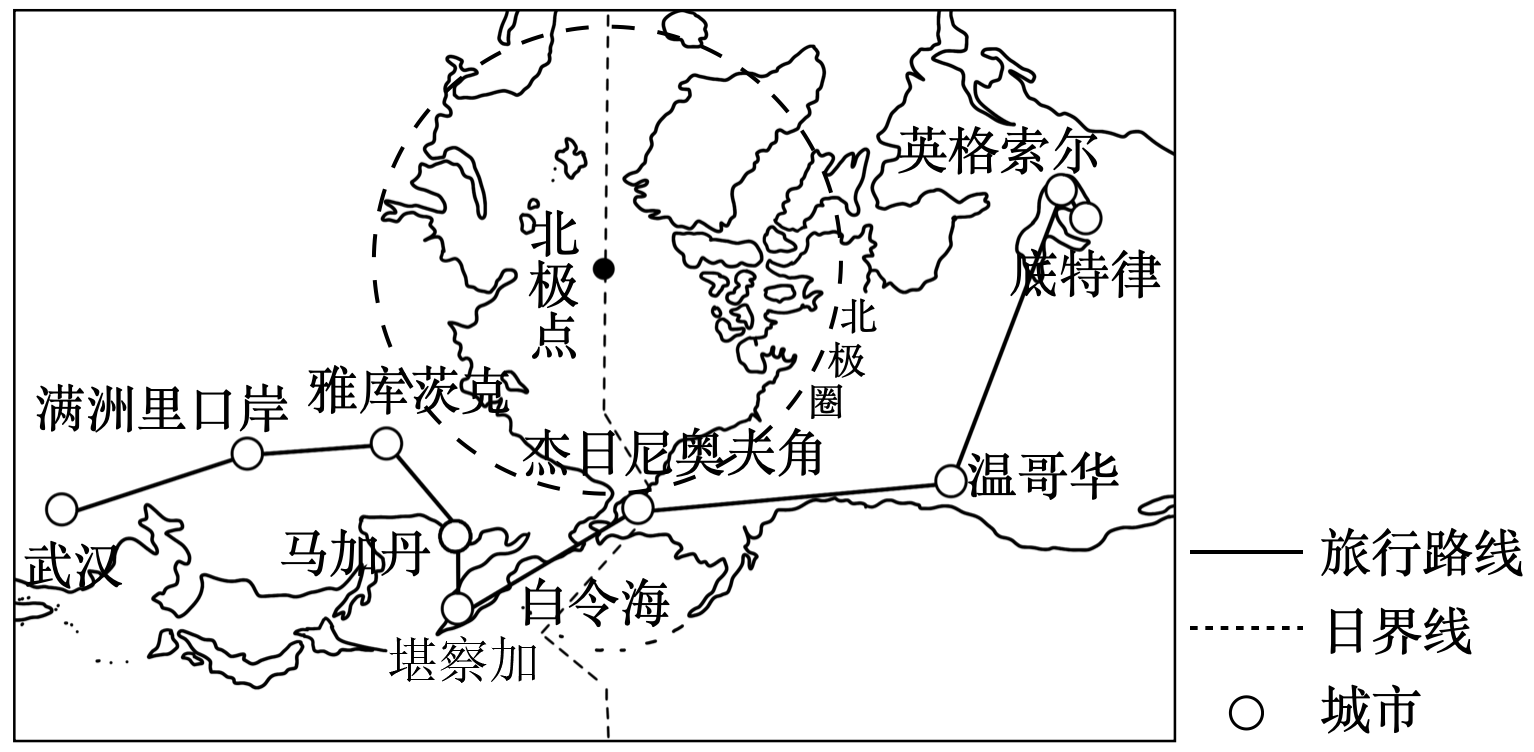 英格索尔
底特律
北极点
北极圈
雅库茨克
满洲里口岸
杰日尼奥夫角
温哥华
武汉
马加丹
白令海
堪察加
旅行路线
日界线
城市